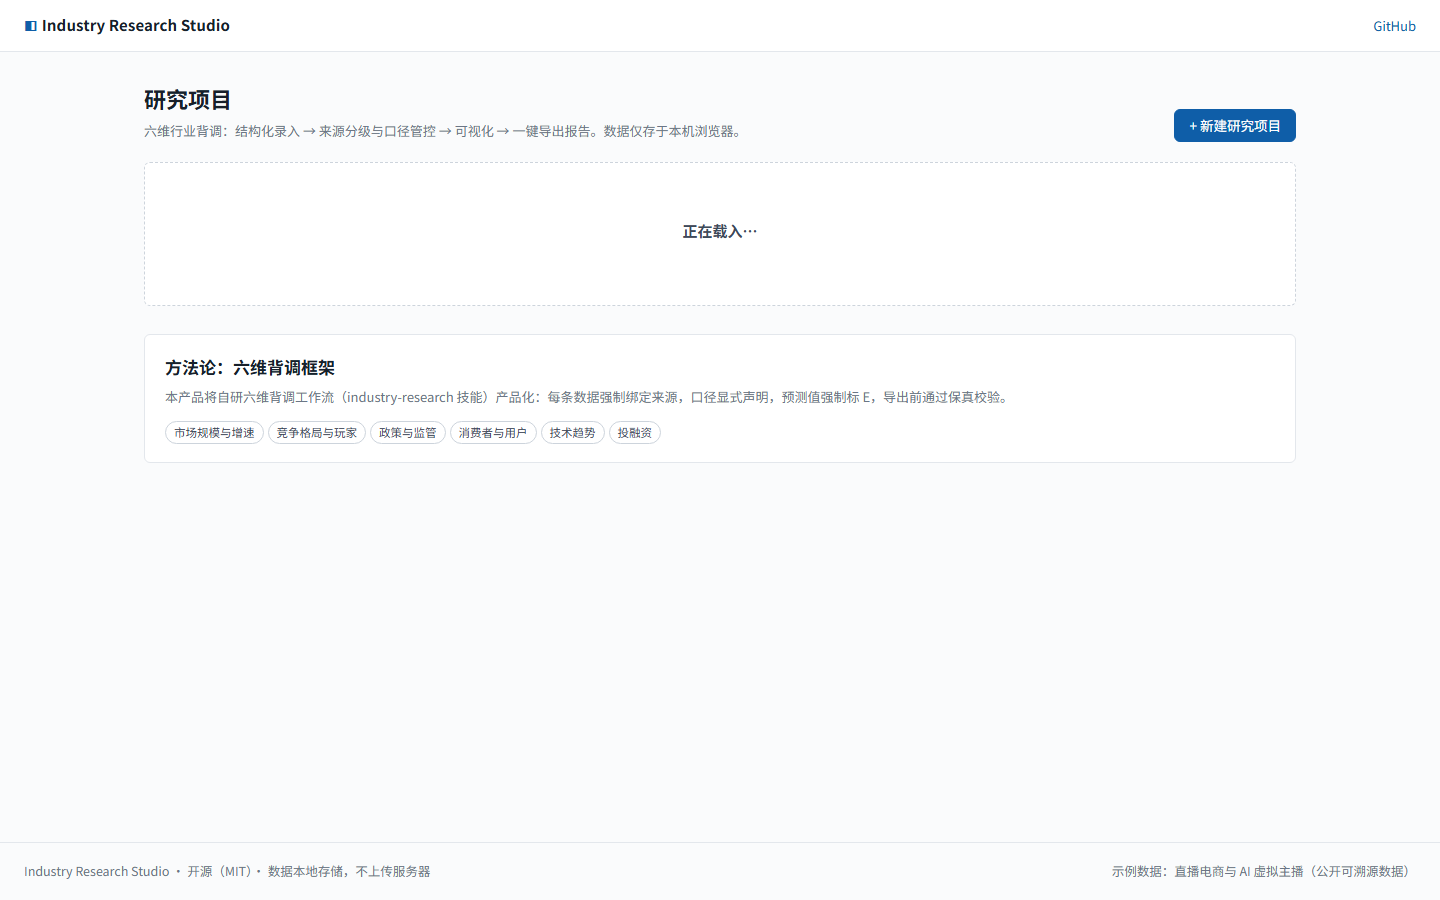 Industry Research Studio
GitHub
研究项目
六维行业背调：结构化录入 → 来源分级与口径管控 → 可视化 → 一键导出报告。数据仅存于本机浏览器。
+ 新建研究项目
正在载入…
方法论：六维背调框架
本产品将自研六维背调工作流（industry-research 技能）产品化：每条数据强制绑定来源，口径显式声明，预测值强制标 E，导出前通过保真校验。
市场规模与增速 竞争格局与玩家 政策与监管 消费者与用户 技术趋势 投融资
Industry Research Studio · 开源（MIT）· 数据本地存储，不上传服务器
示例数据：直播电商与 AI 虚拟主播（公开可溯源数据）